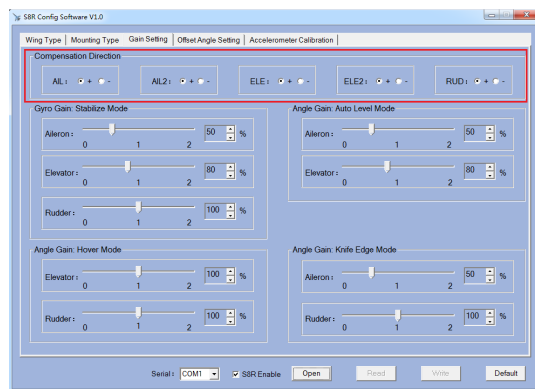 S8R Config Software V1.0
Wing Type Mounting Type Gain Setting Offset Angle Setting Accelerometer Calibration
Compensation Direction
AIL: + - AIL2: + - ELE: + - ELE2: + - RUD: + -
Gyro Gain: Stabilize Mode Angle Gain: Auto Level Mode
Aileron: 50 % Aileron: 50 %
0 1 2 0 1 2
Elevator: 80 % Elevator: 80 %
0 1 2 0 1 2
Rudder: 100 %
0 1 2
Angle Gain: Hover Mode Angle Gain: Knife Edge Mode
Elevator: 100 % Aileron: 50 %
0 1 2 0 1 2
Rudder: 100 % Rudder: 100 %
0 1 2 0 1 2
Serial: COM1 S8R Enable Open Read Write Default